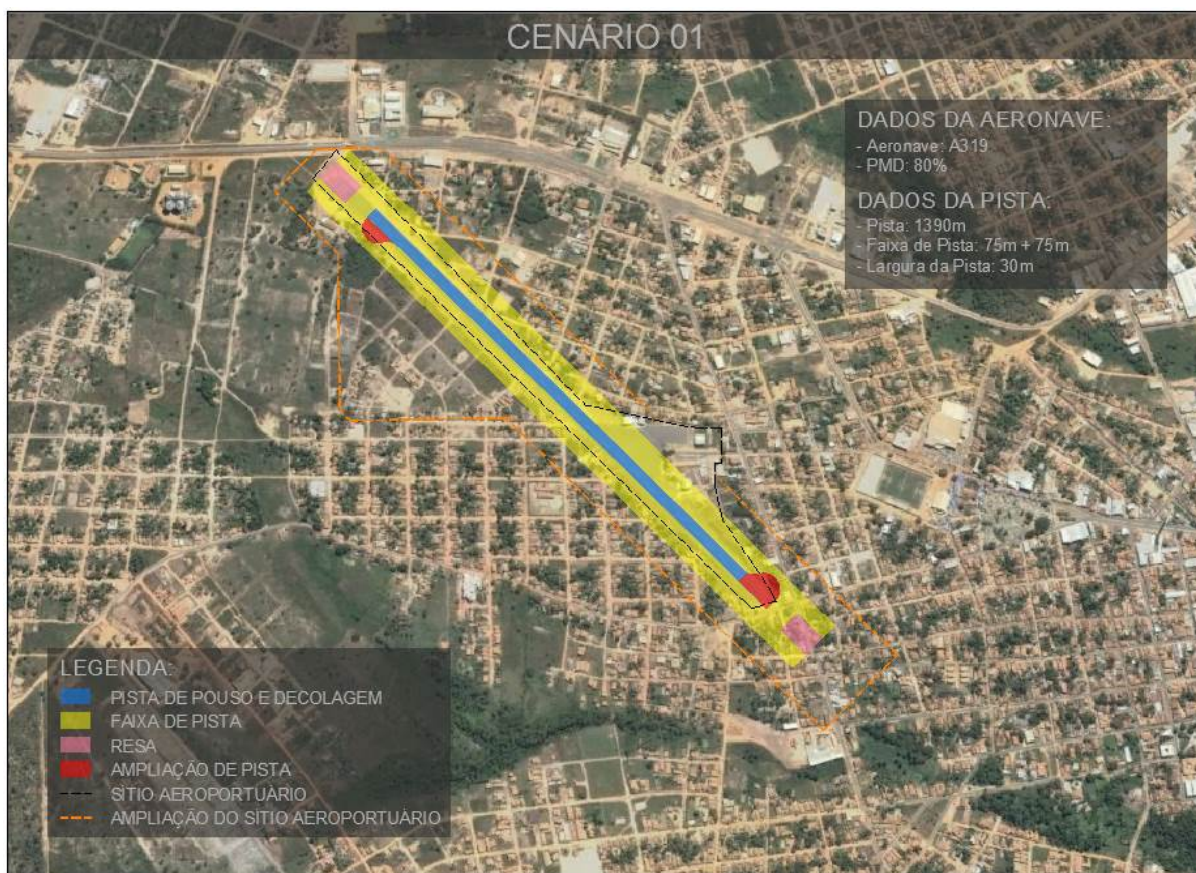 CENÁRIO 01
DADOS DA AERONAVE:
- Aeronave: A319
- PMD: 80%
DADOS DA PISTA:
- Pista: 1390m
- Faixa de Pista: 75m + 75m
- Largura da Pista: 30m
LEGENDA:
PISTA DE POUSO E DECOLAGEM
FAIXA DE PISTA
RESA
AMPLIAÇÃO DE PISTA
SÍTIO AEROPORTUÁRIO
AMPLIAÇÃO DO SÍTIO AEROPORTUÁRIO